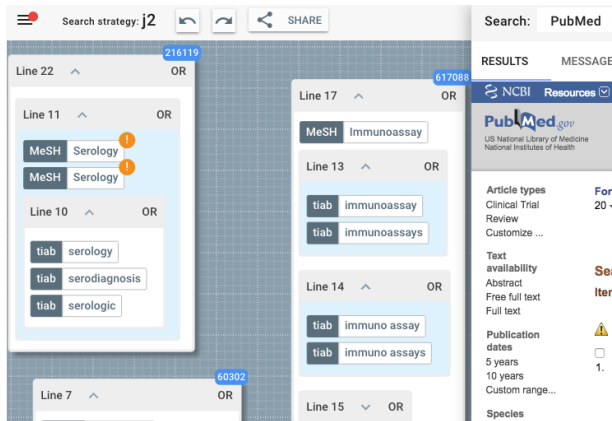 Search strategy: j2
SHARE
216119
Line 22 OR
Line 11 OR
MeSH Serology !
MeSH Serology !
Line 10 OR
tiab serology
tiab serodiagnosis
tiab serologic
60302
Line 7 OR
617088
Line 17 OR
MeSH Immunoassay
Line 13 OR
tiab immunoassay
tiab immunoassays
Line 14 OR
tiab immuno assay
tiab immuno assays
Line 15 OR
Search: PubMed
RESULTS MESSAGE
NCBI Resources
PubMed.gov
US National Library of Medicine
National Institutes of Health
Article types
Clinical Trial
Review
Customize ...
Text
availability
Abstract
Free full text
Full text
Publication
dates
5 years
10 years
Custom range...
Species
For
20
Sea
Iten
1.